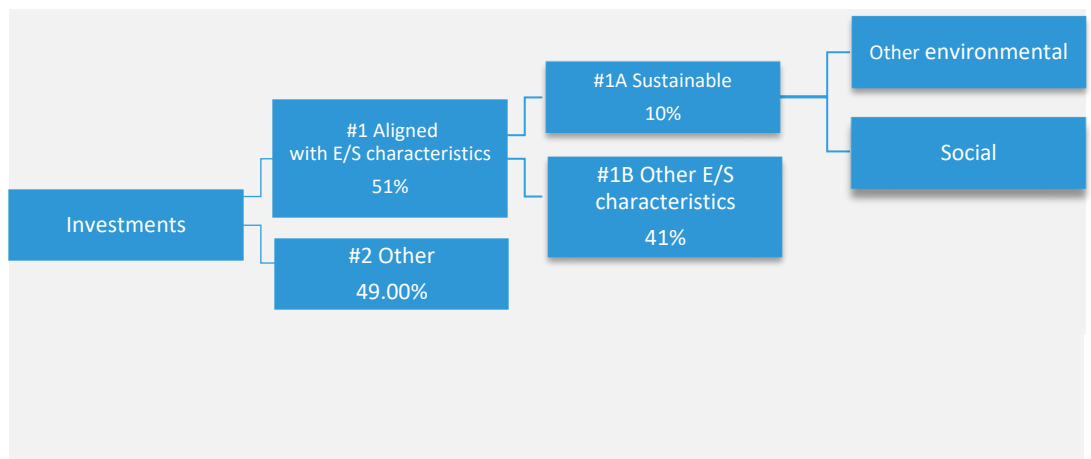 Investments
#1 Aligned
with E/S characteristics
51%
#2 Other
49.00%
#1A Sustainable
10%
#1B Other E/S
characteristics
41%
Other environmental
Social